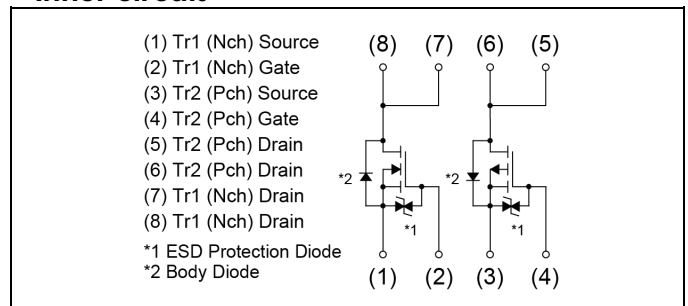 (1) Tr1 (Nch) Source
(2) Tr1 (Nch) Gate
(3) Tr2 (Pch) Source
(4) Tr2 (Pch) Gate
(5) Tr2 (Pch) Drain
(6) Tr2 (Pch) Drain
(7) Tr1 (Nch) Drain
(8) Tr1 (Nch) Drain
*1 ESD Protection Diode
*2 Body Diode
(8) (7) (6) (5)
*2 *2
*1 *1
(1) (2) (3) (4)